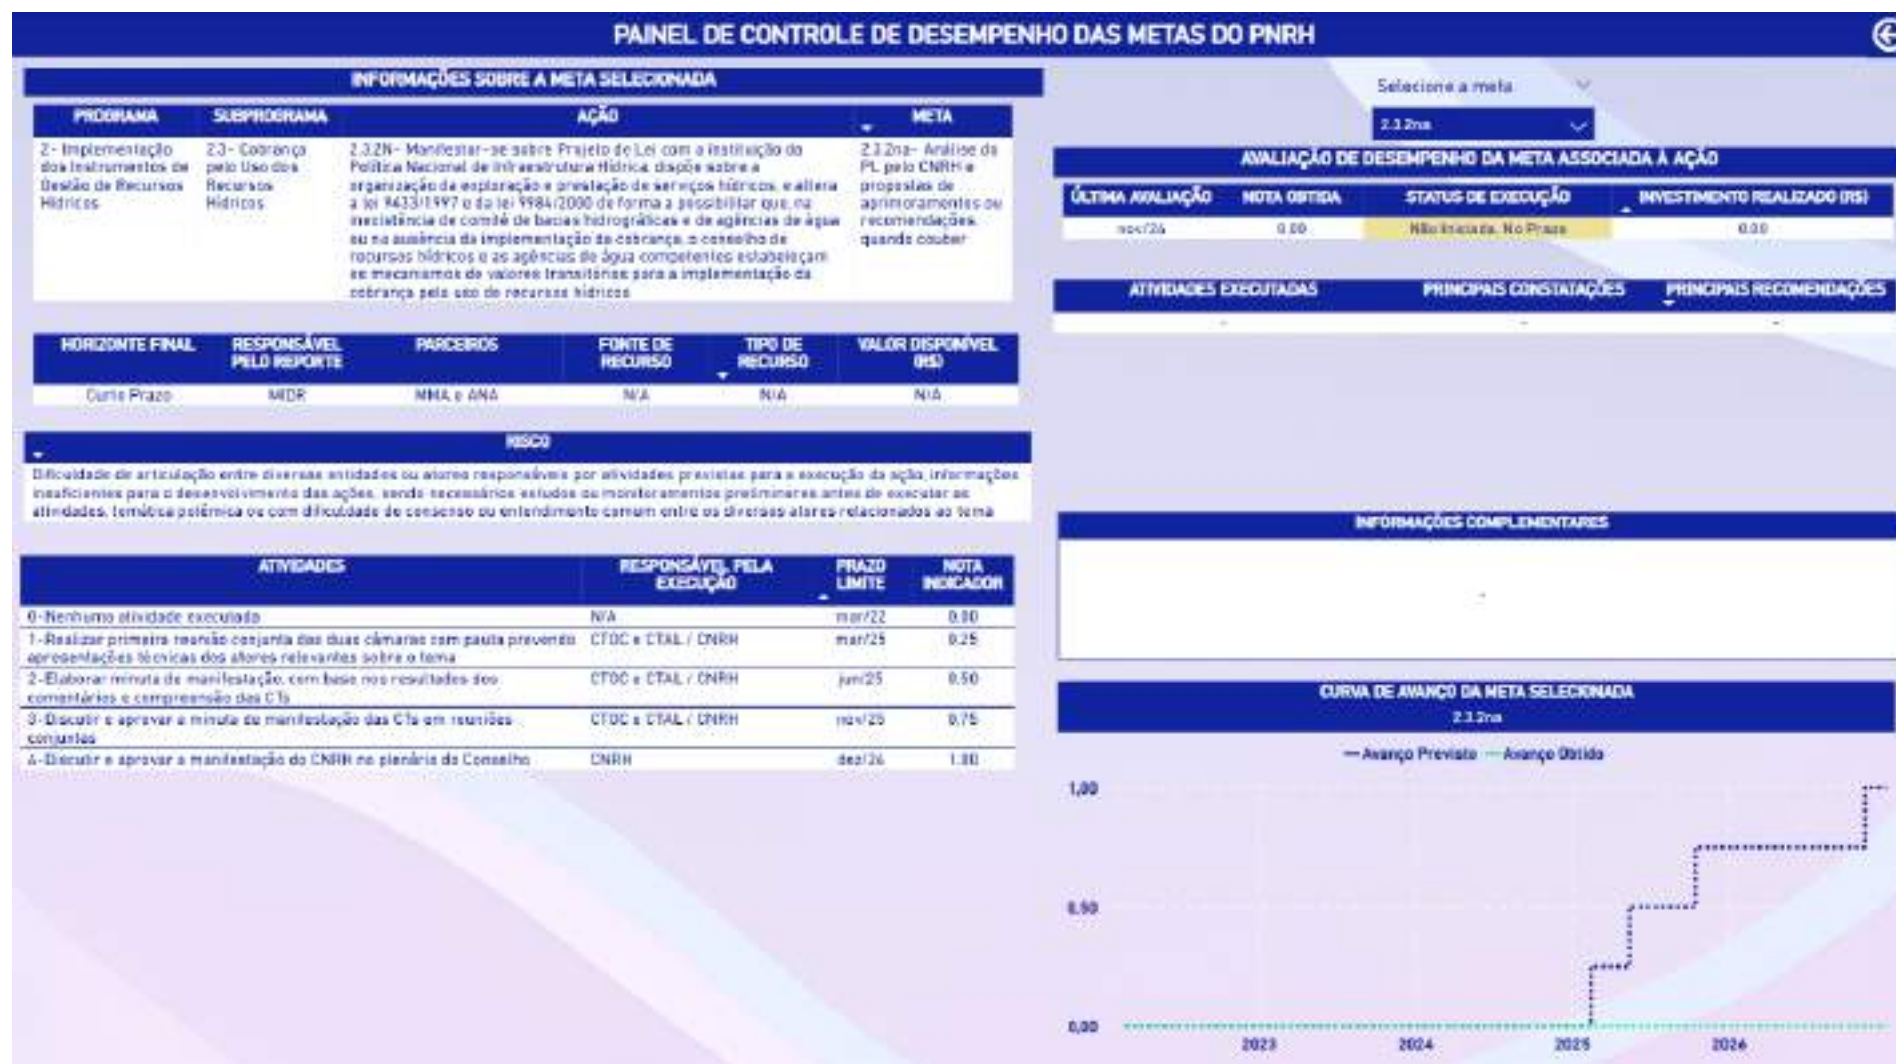 PAINEL DE CONTROLE DE DESEMPENHO DAS METAS DO PNRH
INFORMAÇÕES SOBRE A META SELECIONADA
PROGRAMA SUBPROGRAMA AÇÃO META
2- Implementação dos Instrumentos de Gestão de Recursos Hídricos
2.3- Cobrança pelo Uso dos Recursos Hídricos
2.3.2N- Manifestar-se sobre Projeto de Lei com a instituição da
Política Nacional de Infraestrutura Hídrica, dispõe sobre a
organização da exploração e prestação de serviços hídricos, e altera
a lei 9433/1997 e da lei 9984/2000 de forma a possibilitar que, na
inexistência de comitê de bacias hidrográficas e de agências de água
ou na ausência da implementação da cobrança, o conselho de
recursos hídricos e as agências de água competentes estabeleçam
os mecanismos de valores transitórios para a implementação da
cobrança pelo uso de recursos hídricos
2.3.2na- Análise do
PL pelo CNRH e
propostas de
aprimoramentos ou
recomendações,
quando couber
HORIZONTE FINAL RESPONSÁVEL PELO REPORTE PARCEIROS FONTE DE RECURSO TIPO DE RECURSO VALOR DISPONÍVEL (R$)
Curto Prazo MIDR MMA e ANA N/A N/A N/A
RISCO
Dificuldade de articulação entre diversas entidades ou atores responsáveis por atividades previstas para a execução da ação, informações
insuficientes para o desenvolvimento das ações, sendo necessários estudos ou monitoramentos preliminares antes de executar as
atividades, temática polêmica ou com dificuldade de consenso ou entendimento comum entre os diversos atores relacionados ao tema
ATIVIDADES RESPONSÁVEL PELA EXECUÇÃO PRAZO LIMITE NOTA INDICADOR
0-Nenhuma atividade executada N/A mar/22 0.00
1-Realizar primeira reunião conjunta das duas câmaras com pauta prevendo CTOC e CTAL / CNRH mar/25 0.25
apresentações técnicas dos atores relevantes sobre o tema
2-Elaborar minuta de manifestação, com base nos resultados dos CTOC e CTAL / CNRH jun/25 0.50
comentários e compreensão das CTs
3-Discutir e aprovar a minuta de manifestação das CTs em reuniões CTOC e CTAL / CNRH nov/25 0.75
conjuntas
4-Discutir e aprovar a manifestação do CNRH na plenária do Conselho CNRH dez/26 1.00
Selecione a meta
2.3.2na
AVALIAÇÃO DE DESEMPENHO DA META ASSOCIADA À AÇÃO
ÚLTIMA AVALIAÇÃO NOTA OBTIDA STATUS DE EXECUÇÃO INVESTIMENTO REALIZADO (R$)
nov/24 0.00 Não Iniciada, No Prazo 0.00
ATIVIDADES EXECUTADAS PRINCIPAIS CONSTATAÇÕES PRINCIPAIS RECOMENDAÇÕES
- - -
INFORMAÇÕES COMPLEMENTARES
-
CURVA DE AVANÇO DA META SELECIONADA
2.3.2na
Avanço Previsto Avanço Obtido
1,00
0,50
0,00
2023 2024 2025 2026